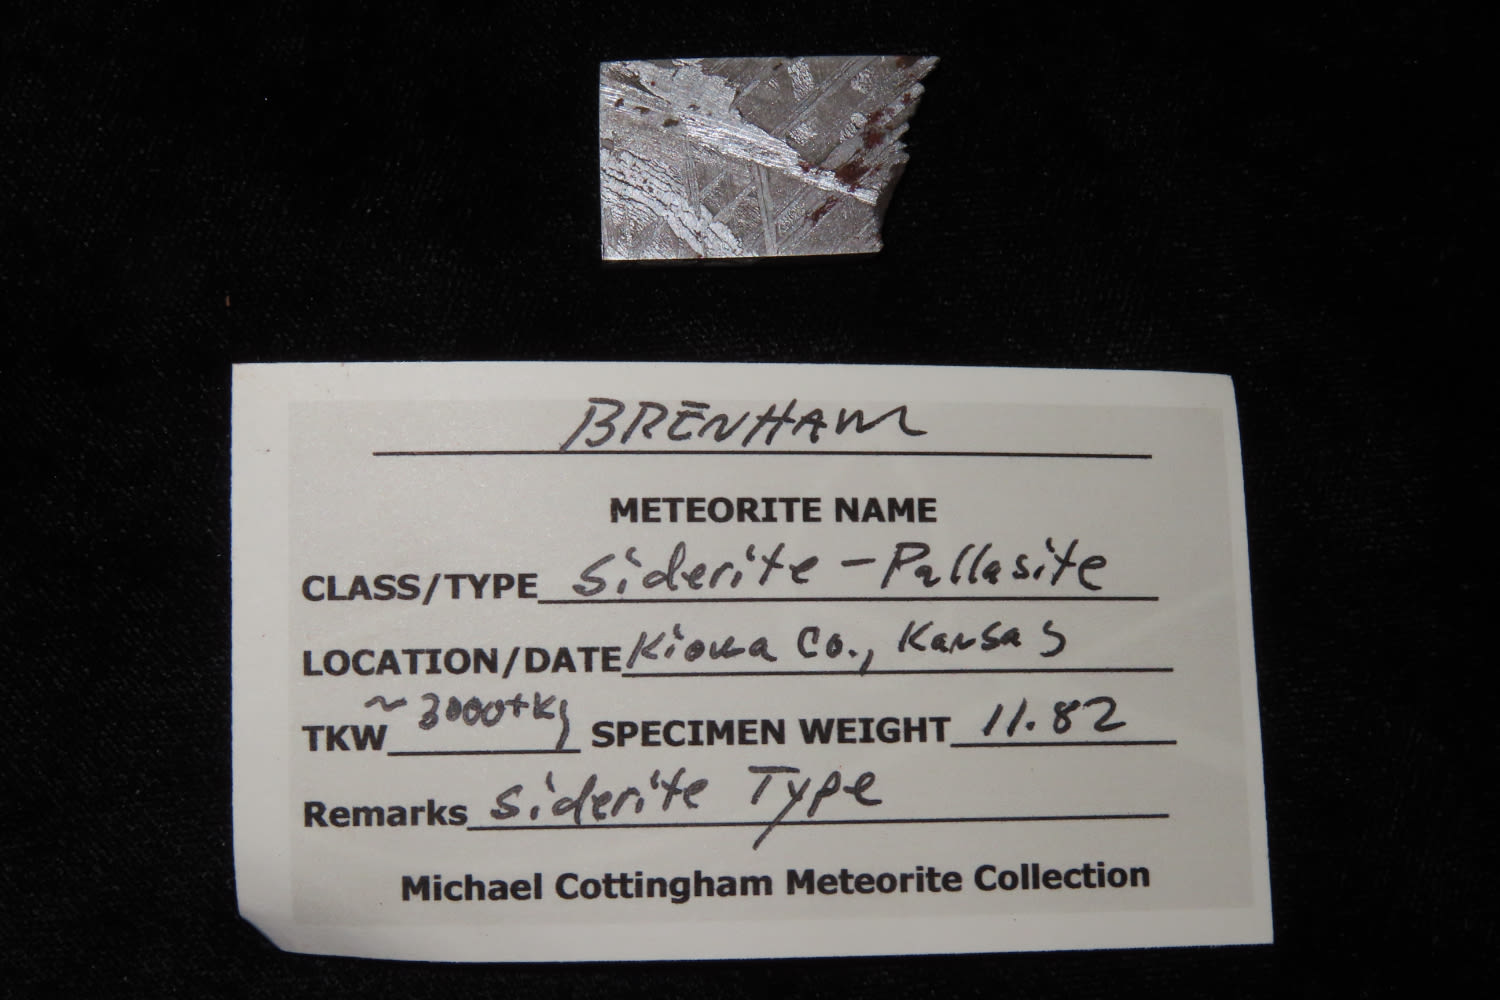 BRENHAM
METEORITE NAME
CLASS/TYPE Siderite - Pallasite
LOCATION/DATE Kiowa Co., Kansas
TKW ~3000+kg SPECIMEN WEIGHT 11.82
Remarks Siderite Type
Michael Cottingham Meteorite Collection